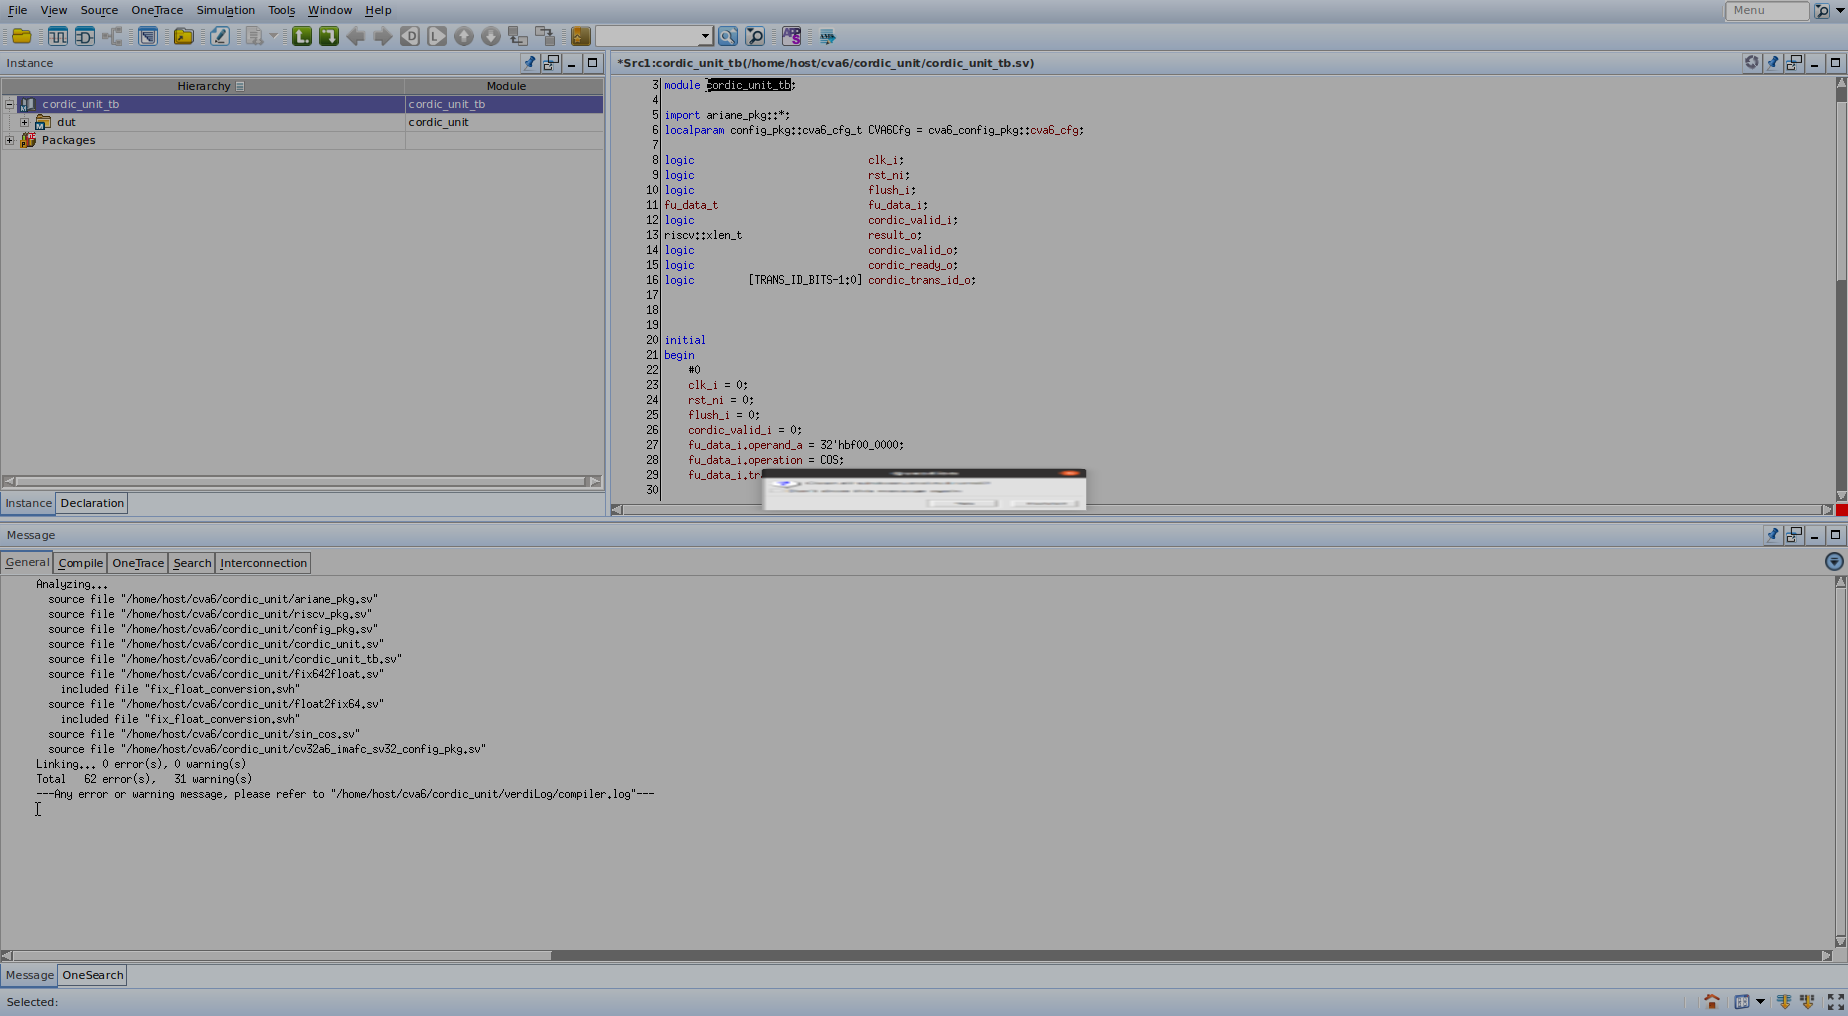 File View Source OneTrace Simulation Tools Window Help Menu
Instance
Hierarchy Module
cordic_unit_tb cordic_unit_tb
dut cordic_unit
Packages
Instance Declaration
*Src1:cordic_unit_tb(/home/host/cva6/cordic_unit/cordic_unit_tb.sv)
3 module cordic_unit_tb;
4
5 import ariane_pkg::*;
6 localparam config_pkg::cva6_cfg_t CVA6Cfg = cva6_config_pkg::cva6_cfg;
7
8 logic clk_i;
9 logic rst_ni;
10 logic flush_i;
11 fu_data_t fu_data_i;
12 logic cordic_valid_i;
13 riscv::xlen_t result_o;
14 logic cordic_valid_o;
15 logic cordic_ready_o;
16 logic [TRANS_ID_BITS-1:0] cordic_trans_id_o;
17
18
19
20 initial
21 begin
22 #0
23 clk_i = 0;
24 rst_ni = 0;
25 flush_i = 0;
26 cordic_valid_i = 0;
27 fu_data_i.operand_a = 32'hbf00_0000;
28 fu_data_i.operation = COS;
29 fu_data_i.tr
30
Message
General Compile OneTrace Search Interconnection
Analyzing...
source file "/home/host/cva6/cordic_unit/ariane_pkg.sv"
source file "/home/host/cva6/cordic_unit/riscv_pkg.sv"
source file "/home/host/cva6/cordic_unit/config_pkg.sv"
source file "/home/host/cva6/cordic_unit/cordic_unit.sv"
source file "/home/host/cva6/cordic_unit/cordic_unit_tb.sv"
source file "/home/host/cva6/cordic_unit/fix642float.sv"
included file "fix_float_conversion.svh"
source file "/home/host/cva6/cordic_unit/float2fix64.sv"
included file "fix_float_conversion.svh"
source file "/home/host/cva6/cordic_unit/sin_cos.sv"
source file "/home/host/cva6/cordic_unit/cv32a6_imafc_sv32_config_pkg.sv"
Linking... 0 error(s), 0 warning(s)
Total 62 error(s), 31 warning(s)
---Any error or warning message, please refer to "/home/host/cva6/cordic_unit/verdiLog/compiler.log"---
Message OneSearch
Selected: